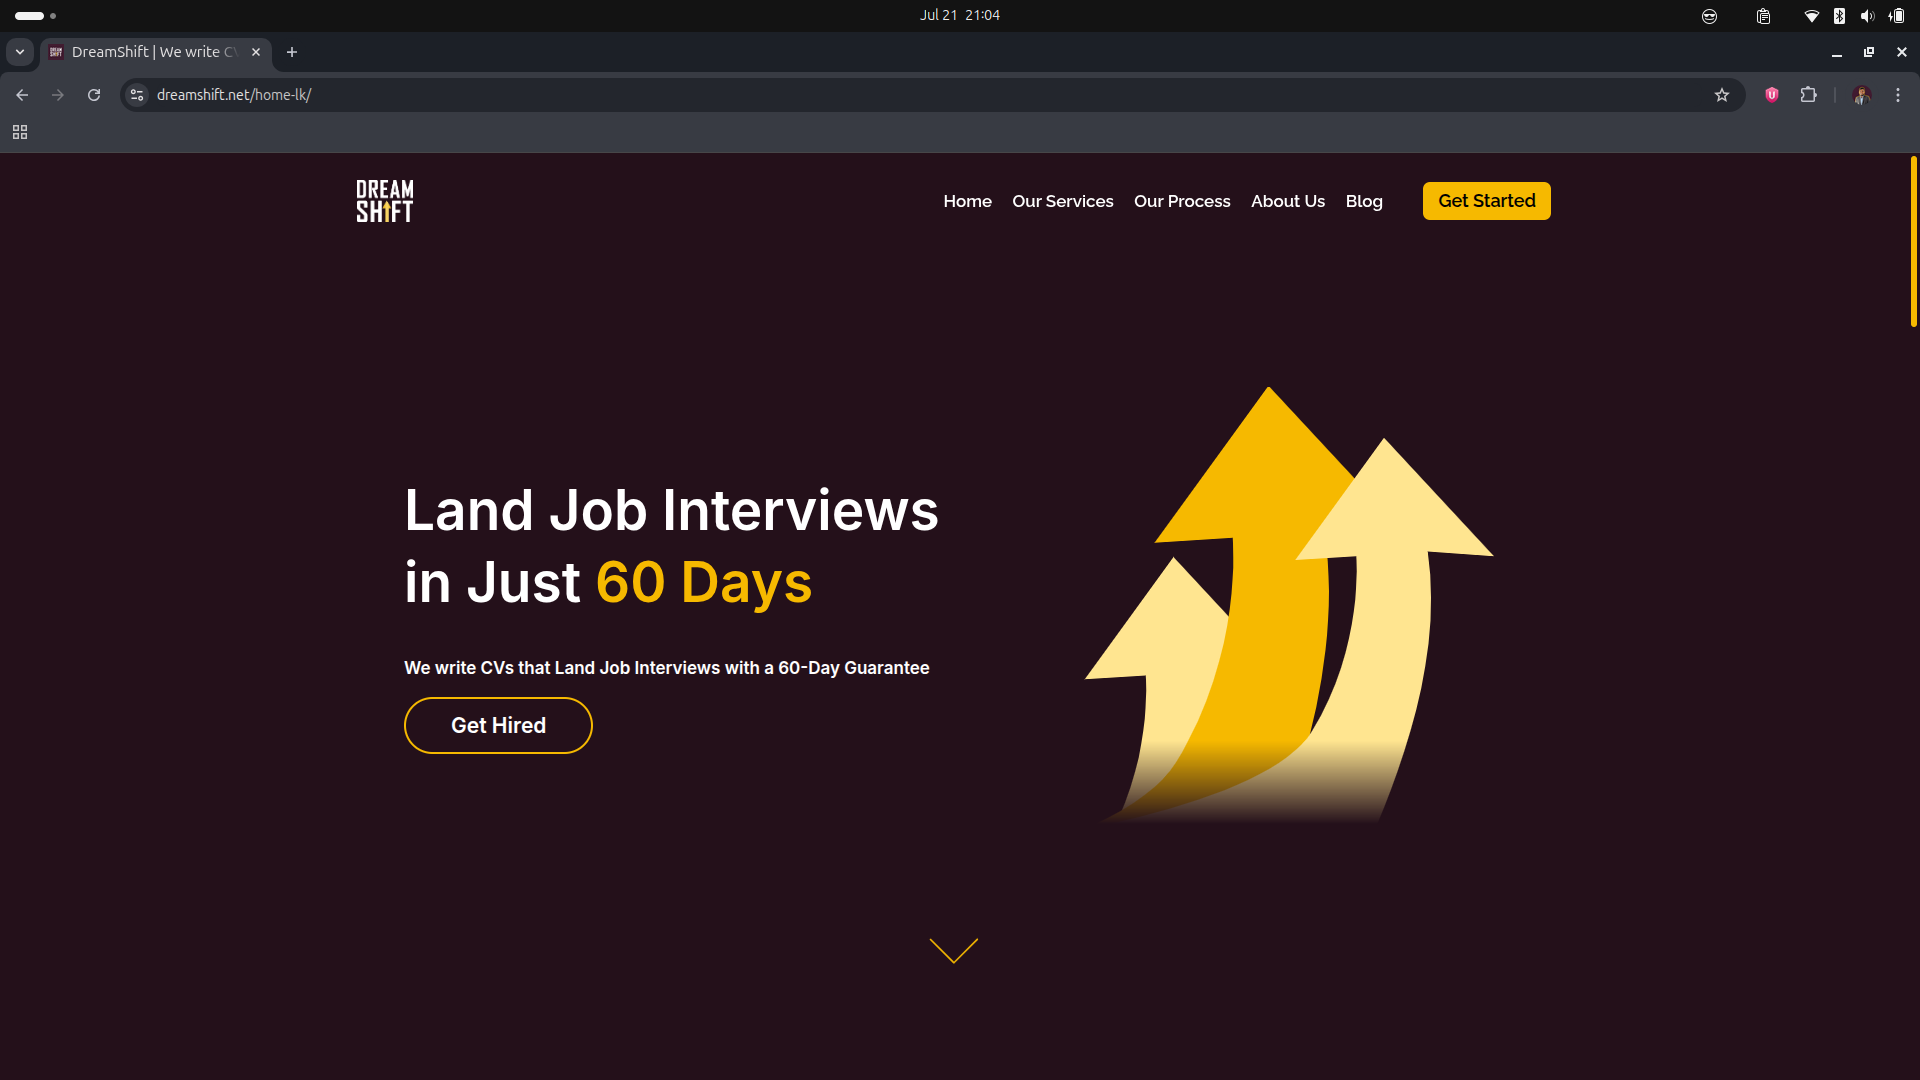 Jul 21 21:04
DreamShift | We write CV
dreamshift.net/home-lk/
DREAM
SHIFT
Home
Our Services
Our Process
About Us
Blog
Get Started
Land Job Interviews
in Just 60 Days
We write CVs that Land Job Interviews with a 60-Day Guarantee
Get Hired